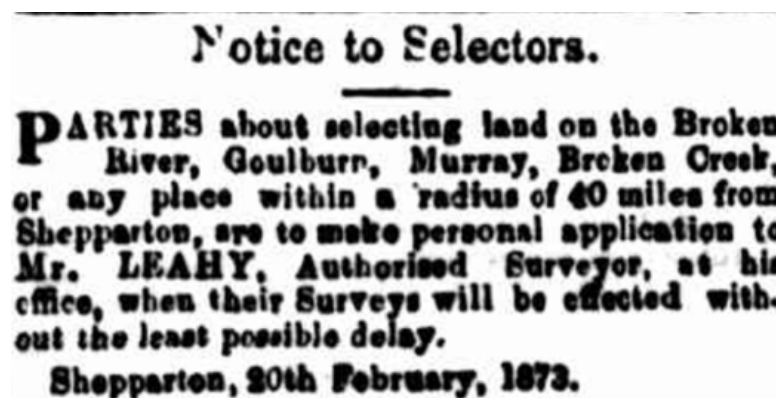 Notice to Selectors.
PARTIES about selecting land on the Broken
River, Goulburn, Murray, Broken Creek,
or any place within a radius of 40 miles from
Shepparton, are to make personal application to
Mr. LEAHY, Authorised Surveyor, at his
office, when their Surveys will be effected with-
out the least possible delay.
Shepparton, 20th February, 1873.